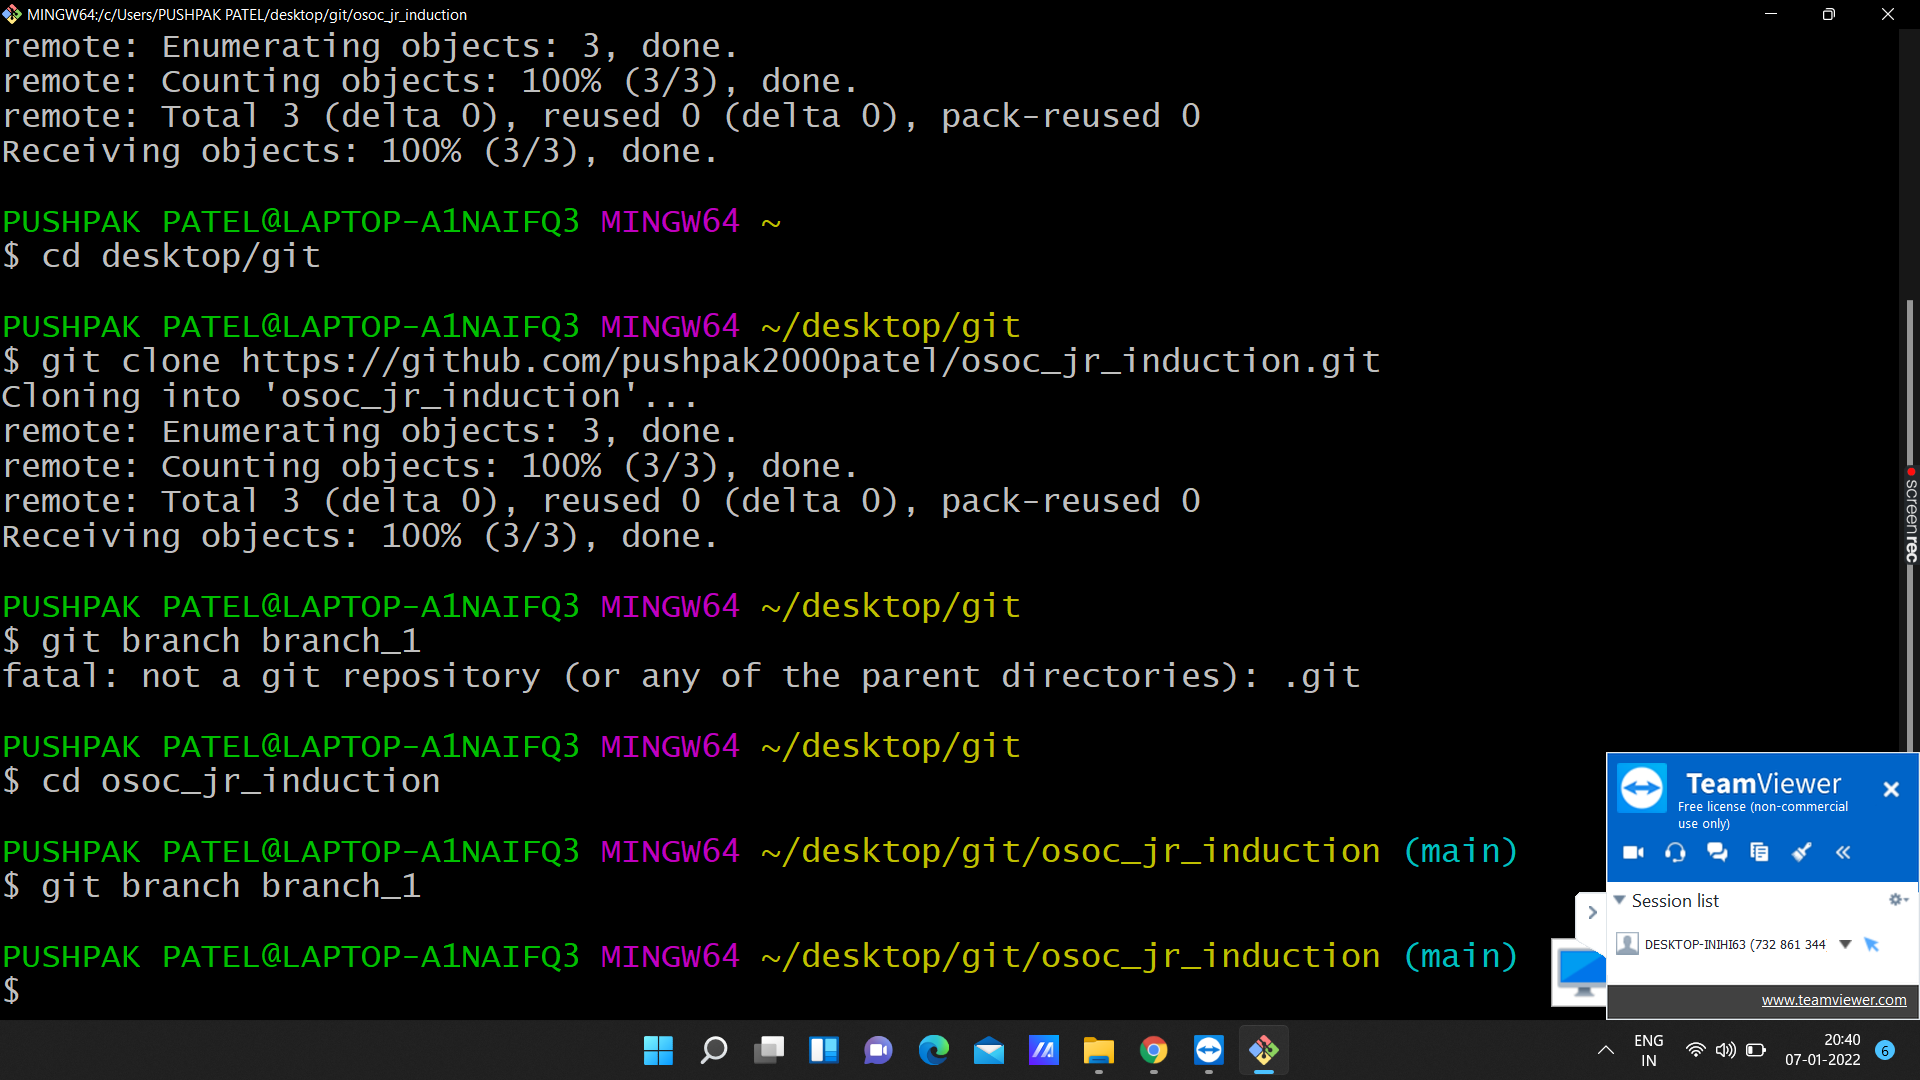 MINGW64:/c/Users/PUSHPAK PATEL/desktop/git/osoc_jr_induction
remote: Enumerating objects: 3, done.
remote: Counting objects: 100% (3/3), done.
remote: Total 3 (delta 0), reused 0 (delta 0), pack-reused 0
Receiving objects: 100% (3/3), done.
PUSHPAK PATEL@LAPTOP-A1NAIFQ3 MINGW64 ~
$ cd desktop/git
PUSHPAK PATEL@LAPTOP-A1NAIFQ3 MINGW64 ~/desktop/git
$ git clone https://github.com/pushpak2000patel/osoc_jr_induction.git
Cloning into 'osoc_jr_induction'...
remote: Enumerating objects: 3, done.
remote: Counting objects: 100% (3/3), done.
remote: Total 3 (delta 0), reused 0 (delta 0), pack-reused 0
Receiving objects: 100% (3/3), done.
PUSHPAK PATEL@LAPTOP-A1NAIFQ3 MINGW64 ~/desktop/git
$ git branch branch_1
fatal: not a git repository (or any of the parent directories): .git
PUSHPAK PATEL@LAPTOP-A1NAIFQ3 MINGW64 ~/desktop/git
$ cd osoc_jr_induction
PUSHPAK PATEL@LAPTOP-A1NAIFQ3 MINGW64 ~/desktop/git/osoc_jr_induction (main)
$ git branch branch_1
PUSHPAK PATEL@LAPTOP-A1NAIFQ3 MINGW64 ~/desktop/git/osoc_jr_induction (main)
$
screenrec
TeamViewer
Free license (non-commercial
use only)
Session list
DESKTOP-INIHI63 (732 861 344
www.teamviewer.com
ENG
IN
20:40
07-01-2022
6